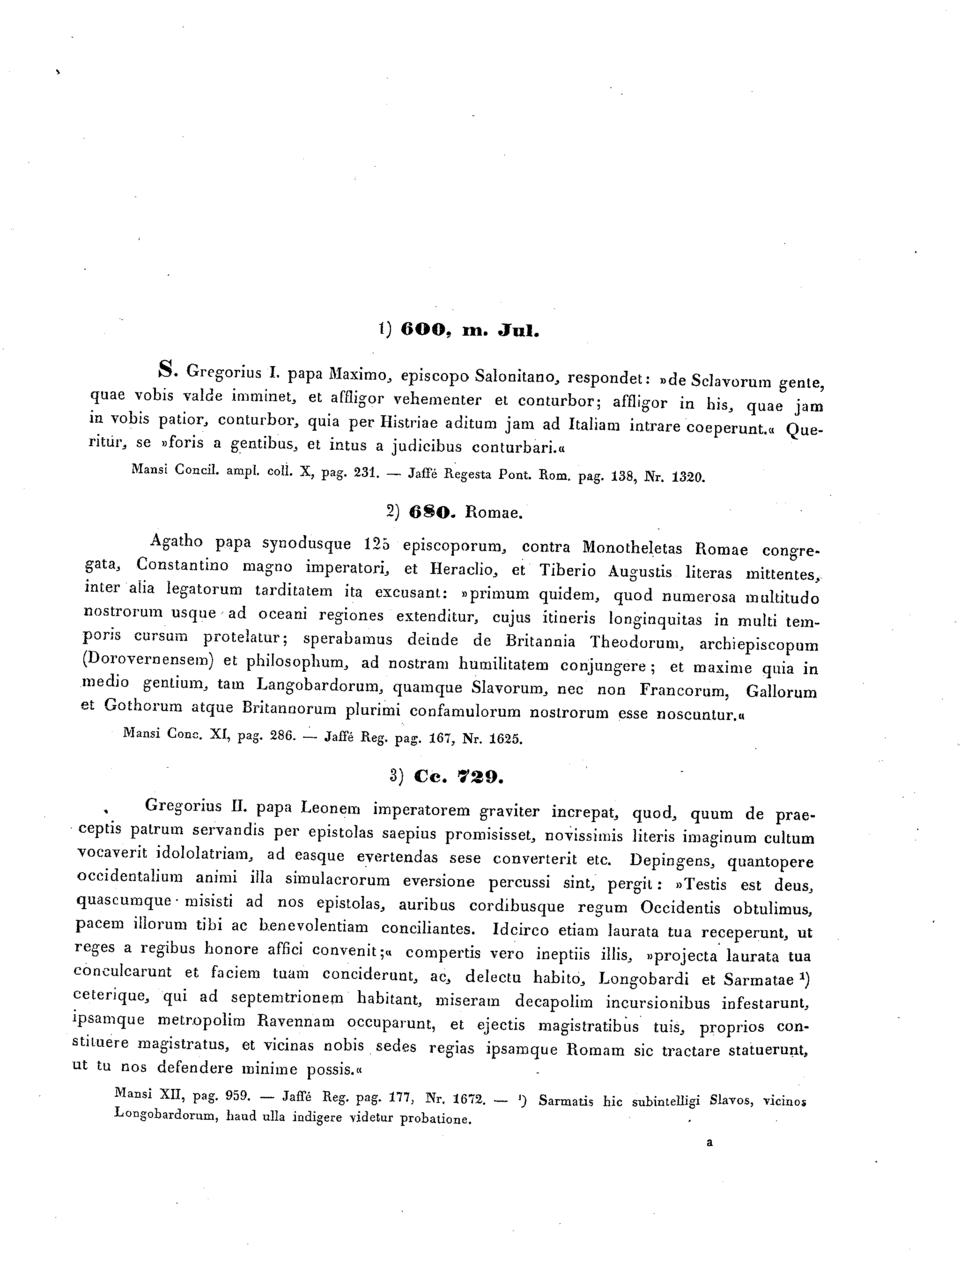 1) 600, m. Jul.
S. Gregorius I. papa Maximo, episcopo Salonitano, respondet: »de Sclavorum gente,
quae vobis valde imminet, et affligor vehementer et conturbor; affligor in his, quae jam
in vobis patior, conturbor, quia per Histriae aditum jam ad Italiam intrare coeperunt.« Que-
ritur, se »foris a gentibus, et intus a judicibus conturbari.«
Mansi Concil. ampl. coll. X, pag. 231. — Jaffé Regesta Pont. Rom. pag. 138, Nr. 1320.
2) 680. Romae.
Agatho papa synodusque 125 episcoporum, contra Monotheletas Romae congre-
gata, Constantino magno imperatori, et Heraclio, et Tiberio Augustis literas mittentes,
inter alia legatorum tarditatem ita excusant: »primum quidem, quod numerosa multitudo
nostrorum usque ad oceani regiones extenditur, cujus itineris longinquitas in multi tem-
poris cursum protelatur; sperabamus deinde de Britannia Theodorum, archiepiscopum
(Dorovernensem) et philosophum, ad nostram humilitatem conjungere; et maxime quia in
medio gentium, tam Langobardorum, quamque Slavorum, nec non Francorum, Gallorum
et Gothorum atque Britannorum plurimi confamulorum nostrorum esse noscuntur.«
Mansi Conc. XI, pag. 286. — Jaffé Reg. pag. 167, Nr. 1625.
3) Cc. 729.
Gregorius II. papa Leonem imperatorem graviter increpat, quod, quum de prae-
ceptis patrum servandis per epistolas saepius promisisset, novissimis literis imaginum cultum
vocaverit idololatriam, ad easque evertendas sese converterit etc. Depingens, quantopere
occidentalium animi illa simulacrorum eversione percussi sint, pergit: »Testis est deus,
quascumque misisti ad nos epistolas, auribus cordibusque regum Occidentis obtulimus,
pacem illorum tibi ac benevolentiam conciliantes. Idcirco etiam laurata tua receperunt, ut
reges a regibus honore affici convenit;« compertis vero ineptiis illis, »projecta laurata tua
conculcarunt et faciem tuam conciderunt, ac, delectu habito, Longobardi et Sarmatae ¹)
ceterique, qui ad septemtrionem habitant, miseram decapolim incursionibus infestarunt,
ipsamque metropolim Ravennam occuparunt, et ejectis magistratibus tuis, proprios con-
stituere magistratus, et vicinas nobis sedes regias ipsamque Romam sic tractare statuerunt,
ut tu nos defendere minime possis.«
Mansi XII, pag. 959. — Jaffé Reg. pag. 177, Nr. 1672. — ¹) Sarmatis hic subintelligi Slavos, vicinos
Longobardorum, haud ulla indigere videtur probatione.
a